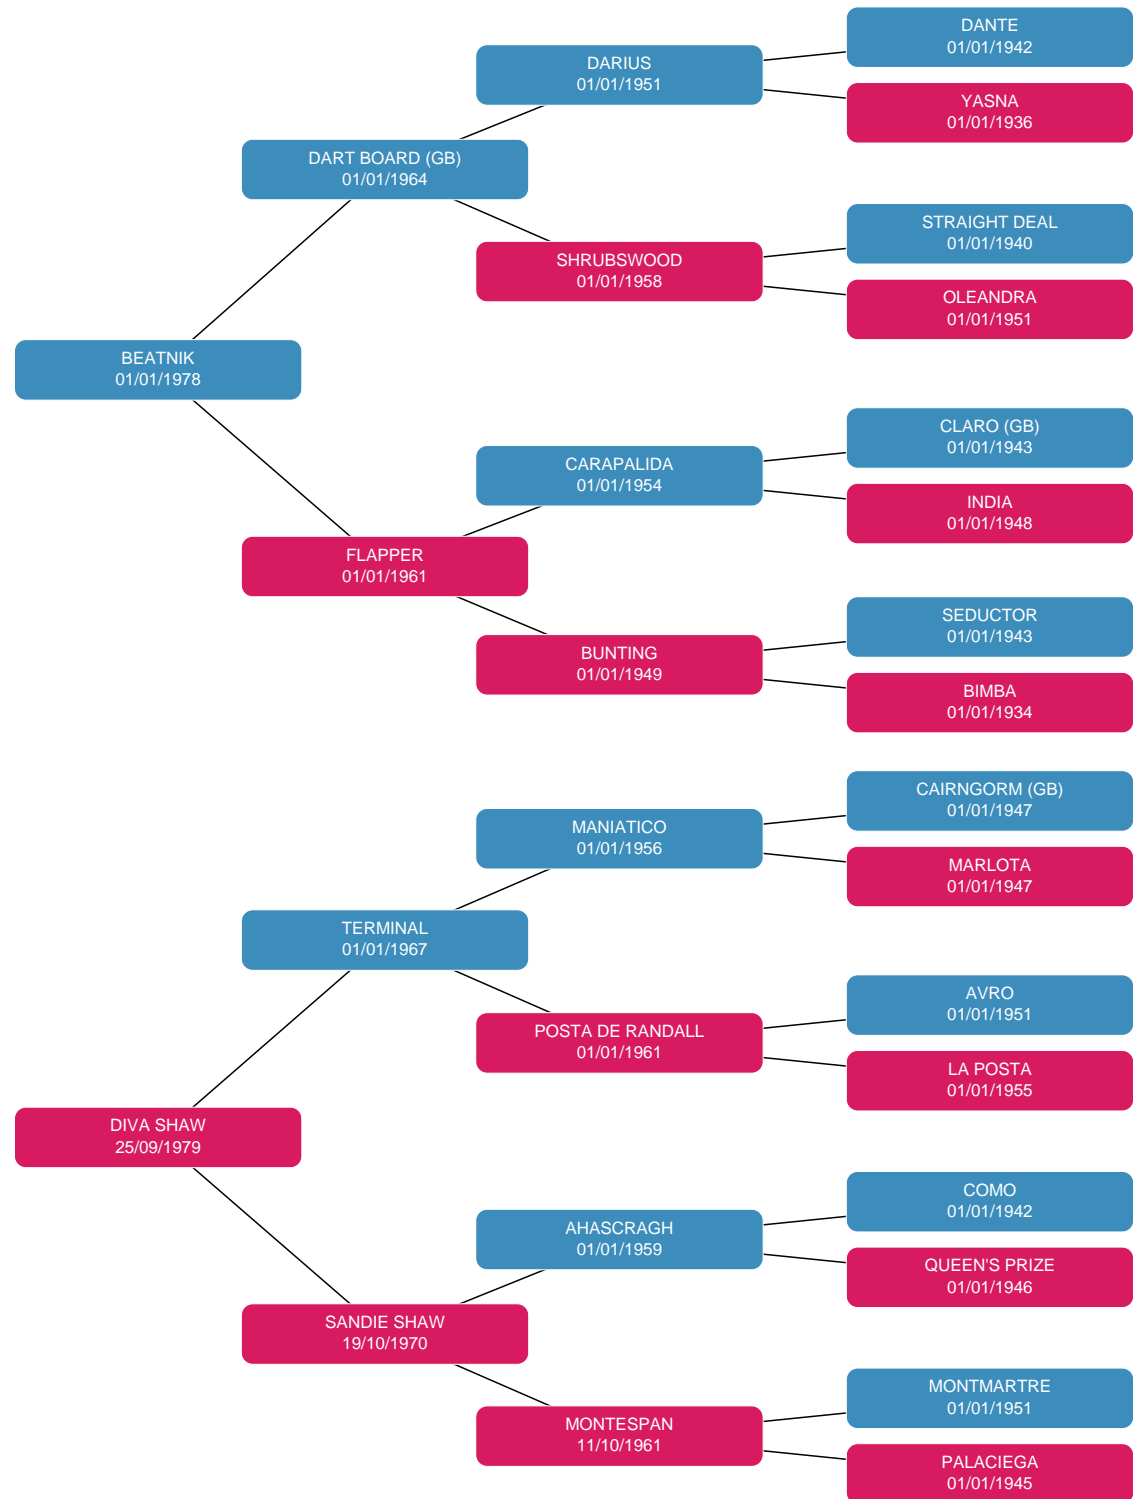 DANTE
01/01/1942
DARIUS
01/01/1951
YASNA
01/01/1936
DART BOARD (GB)
01/01/1964
STRAIGHT DEAL
01/01/1940
SHRUBSWOOD
01/01/1958
OLEANDRA
01/01/1951
BEATNIK
01/01/1978
CLARO (GB)
01/01/1943
CARAPALIDA
01/01/1954
INDIA
01/01/1948
FLAPPER
01/01/1961
SEDUCTOR
01/01/1943
BUNTING
01/01/1949
BIMBA
01/01/1934
CAIRNGORM (GB)
01/01/1947
MANIATICO
01/01/1956
MARLOTA
01/01/1947
TERMINAL
01/01/1967
AVRO
01/01/1951
POSTA DE RANDALL
01/01/1961
LA POSTA
01/01/1955
DIVA SHAW
25/09/1979
COMO
01/01/1942
AHASCRAGH
01/01/1959
QUEEN'S PRIZE
01/01/1946
SANDIE SHAW
19/10/1970
MONTMARTRE
01/01/1951
MONTESPAN
11/10/1961
PALACIEGA
01/01/1945